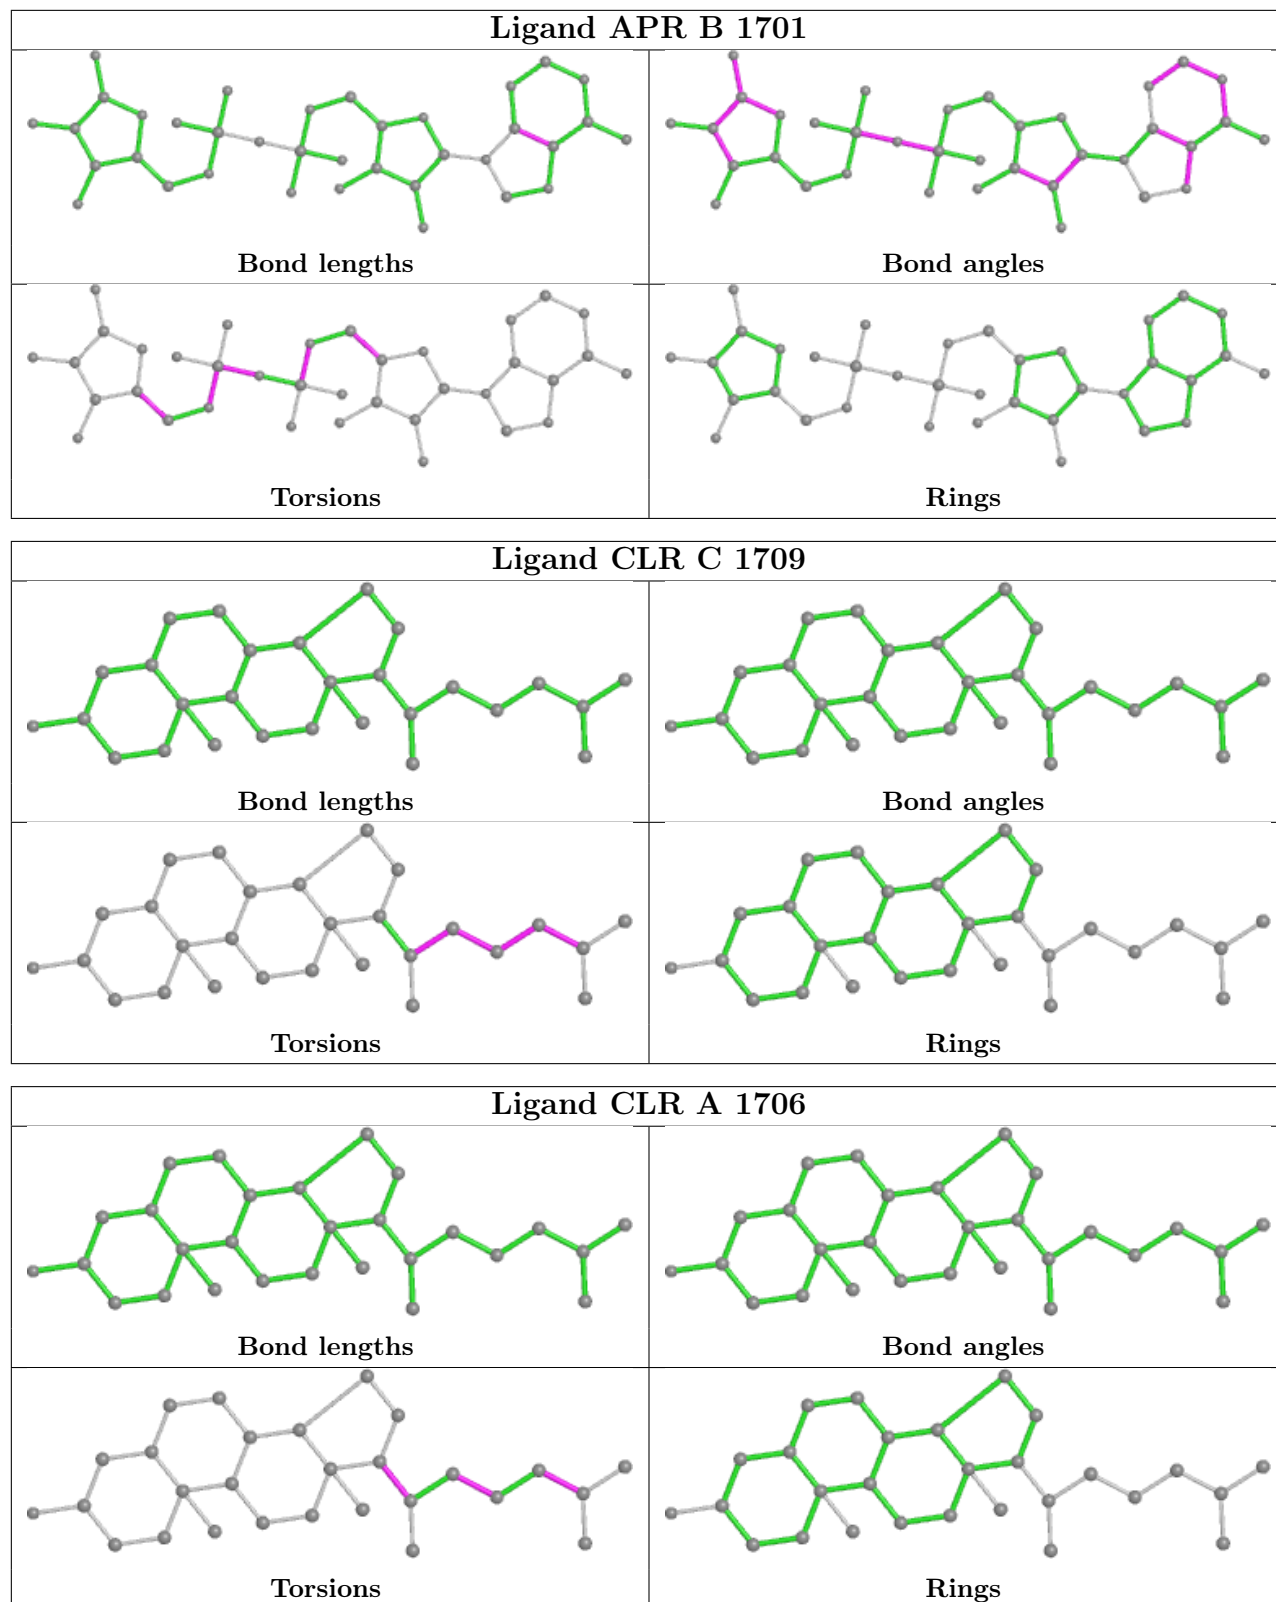 Ligand APR B 1701
Bond lengths
Bond angles
Torsions
Rings
Ligand CLR C 1709
Bond lengths
Bond angles
Torsions
Rings
Ligand CLR A 1706
Bond lengths
Bond angles
Torsions
Rings